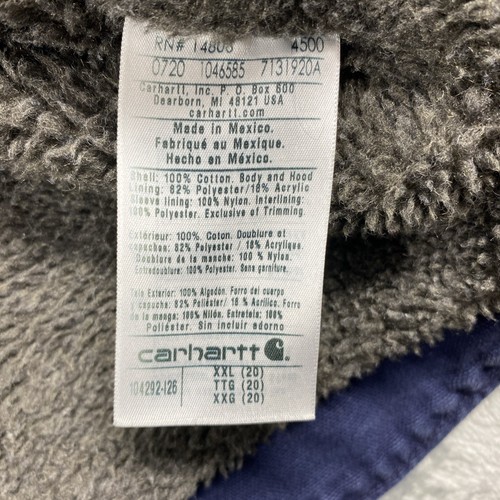 RN# 14806 4500
0720 1046585 7131920A
Carhartt, Inc. P. O. Box 600
Dearborn, MI 48121 USA
carhartt.com
Made in Mexico.
Fabriqué au Mexique.
Hecho en México.
Shell: 100% Cotton. Body and Hood
Lining: 82% Polyester/18% Acrylic
Sleeve lining: 100% Nylon. Interlining:
100% Polyester. Exclusive of Trimming
Extérieur: 100%. Coton. Doublure et
capuches: 82% Polyester / 18% Acrylique.
Doublure de la manche: 100 % Nylon.
Entredoublure: 100% Polyester. Sans garniture.
Tela Exterior: 100% Algodón. Forro del cuerpo
y capucha: 82% Poliéster/ 18 % Acrílico. Forro
de la manga: 100% Nilón. Entretela: 100%
Poliéster. Sin incluir adorno
carhartt
XXL (20)
104292-126 TTG (20)
XXG (20)